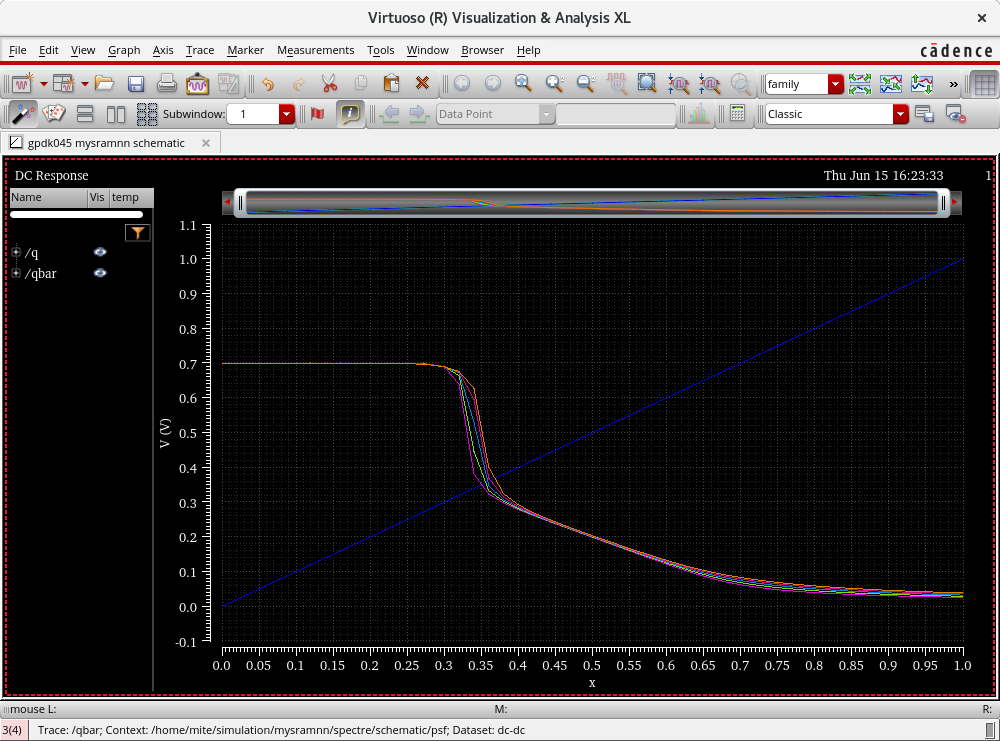 Virtuoso (R) Visualization & Analysis XL
×
File Edit View Graph Axis Trace Marker Measurements Tools Window Browser Help
cādence
family
»
Subwindow: 1
Data Point
Classic
gpdk045 mysramnn schematic
DC Response
Thu Jun 15 16:23:33 1
Name Vis temp
/q
/qbar
1.1
1.0
0.9
0.8
0.7
0.6
0.5
0.4
0.3
0.2
0.1
0.0
-0.1
V (V)
0.0 0.05 0.1 0.15 0.2 0.25 0.3 0.35 0.4 0.45 0.5 0.55 0.6 0.65 0.7 0.75 0.8 0.85 0.9 0.95 1.0
x
mouse L: M: R:
3(4) Trace: /qbar; Context: /home/mite/simulation/mysramnn/spectre/schematic/psf; Dataset: dc-dc